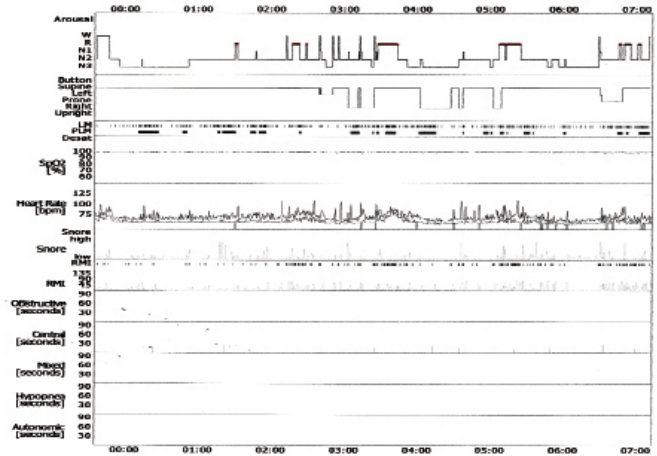 00:00 01:00 02:00 03:00 04:00 05:00 06:00 07:00
Arousal
W
R
N1
N2
N3
Button
Supine
Left
Prone
Right
Upright
LM
PLM
Desat
100
90
SpO2 80
[%] 70
60
125
Heart Rate 100
[bpm] 75
Snore
high
Snore
low
RMI
135
90
RMI 45
90
Obstructive 60
[seconds] 30
90
Central 60
[seconds] 30
90
Mixed 60
[seconds] 30
90
Hypopnea 60
[seconds] 30
90
Autonomic 60
[seconds] 30
00:00 01:00 02:00 03:00 04:00 05:00 06:00 07:00